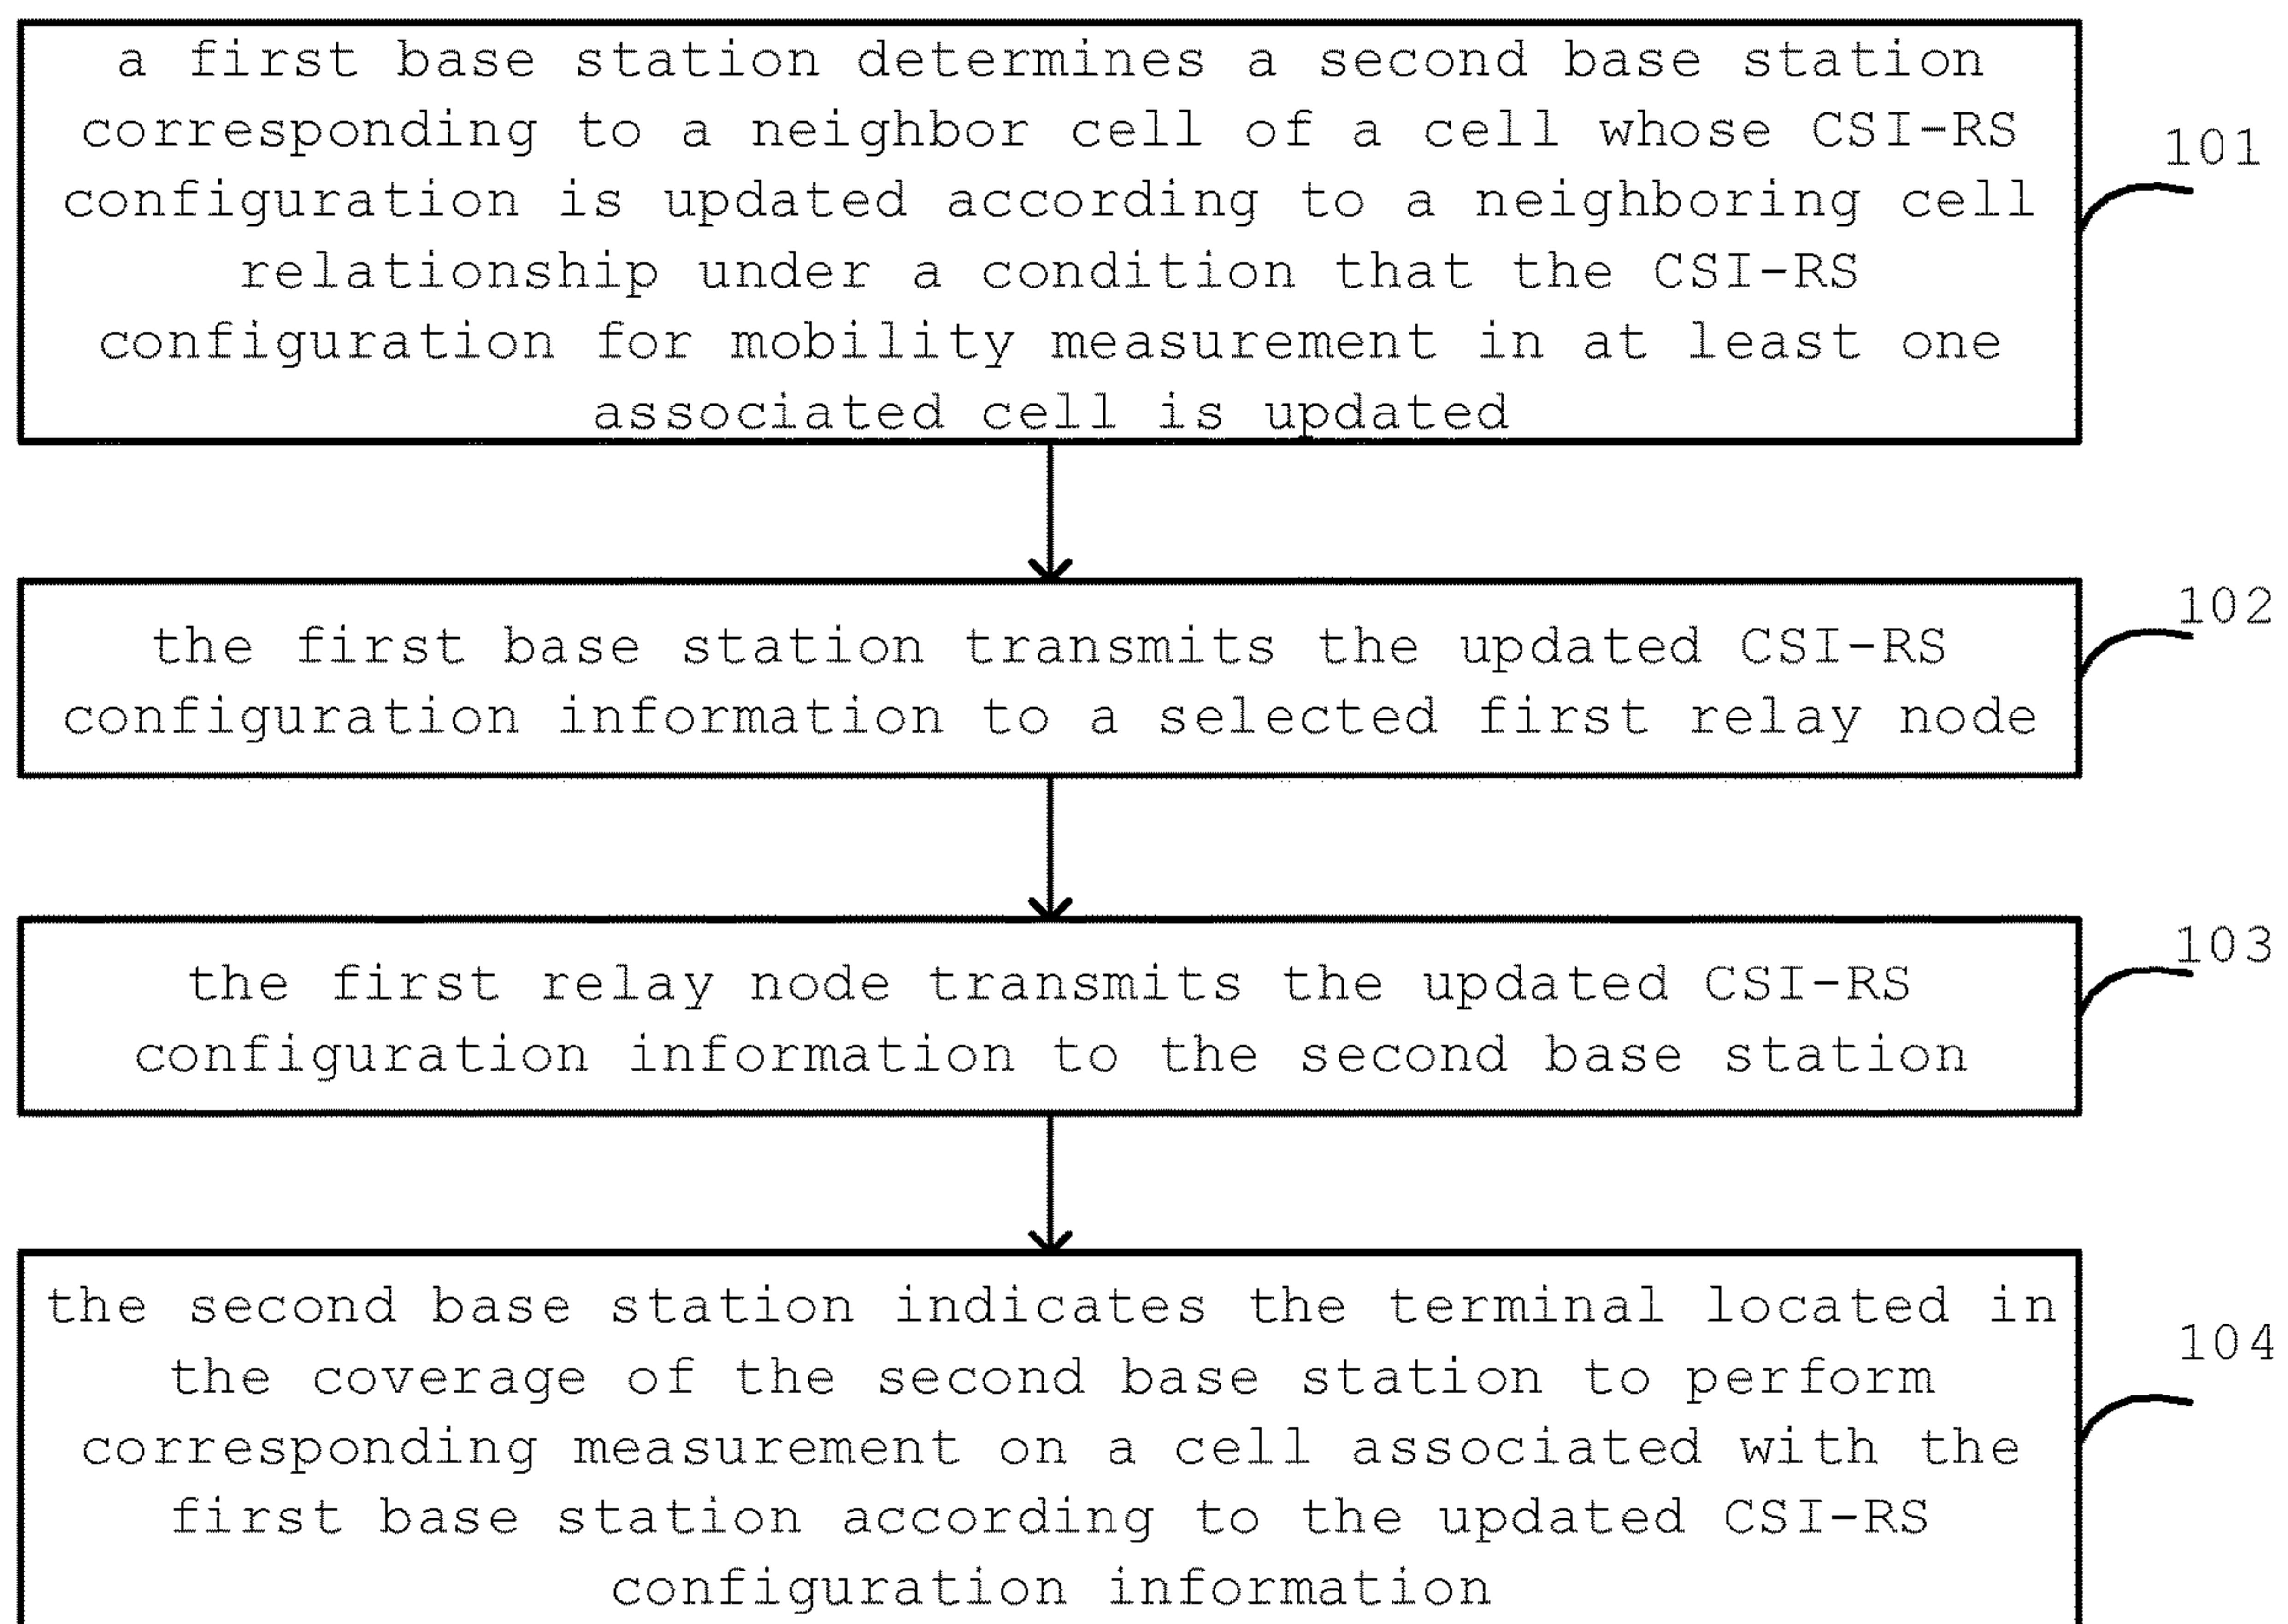 a first base station determines a second base station
corresponding to a neighbor cell of a cell whose CSI-RS
configuration is updated according to a neighboring cell
relationship under a condition that the CSI-RS
configuration for mobility measurement in at least one
associated cell is updated
101
the first base station transmits the updated CSI-RS
configuration information to a selected first relay node
102
the first relay node transmits the updated CSI-RS
configuration information to the second base station
103
the second base station indicates the terminal located in
the coverage of the second base station to perform
corresponding measurement on a cell associated with the
first base station according to the updated CSI-RS
configuration information
104